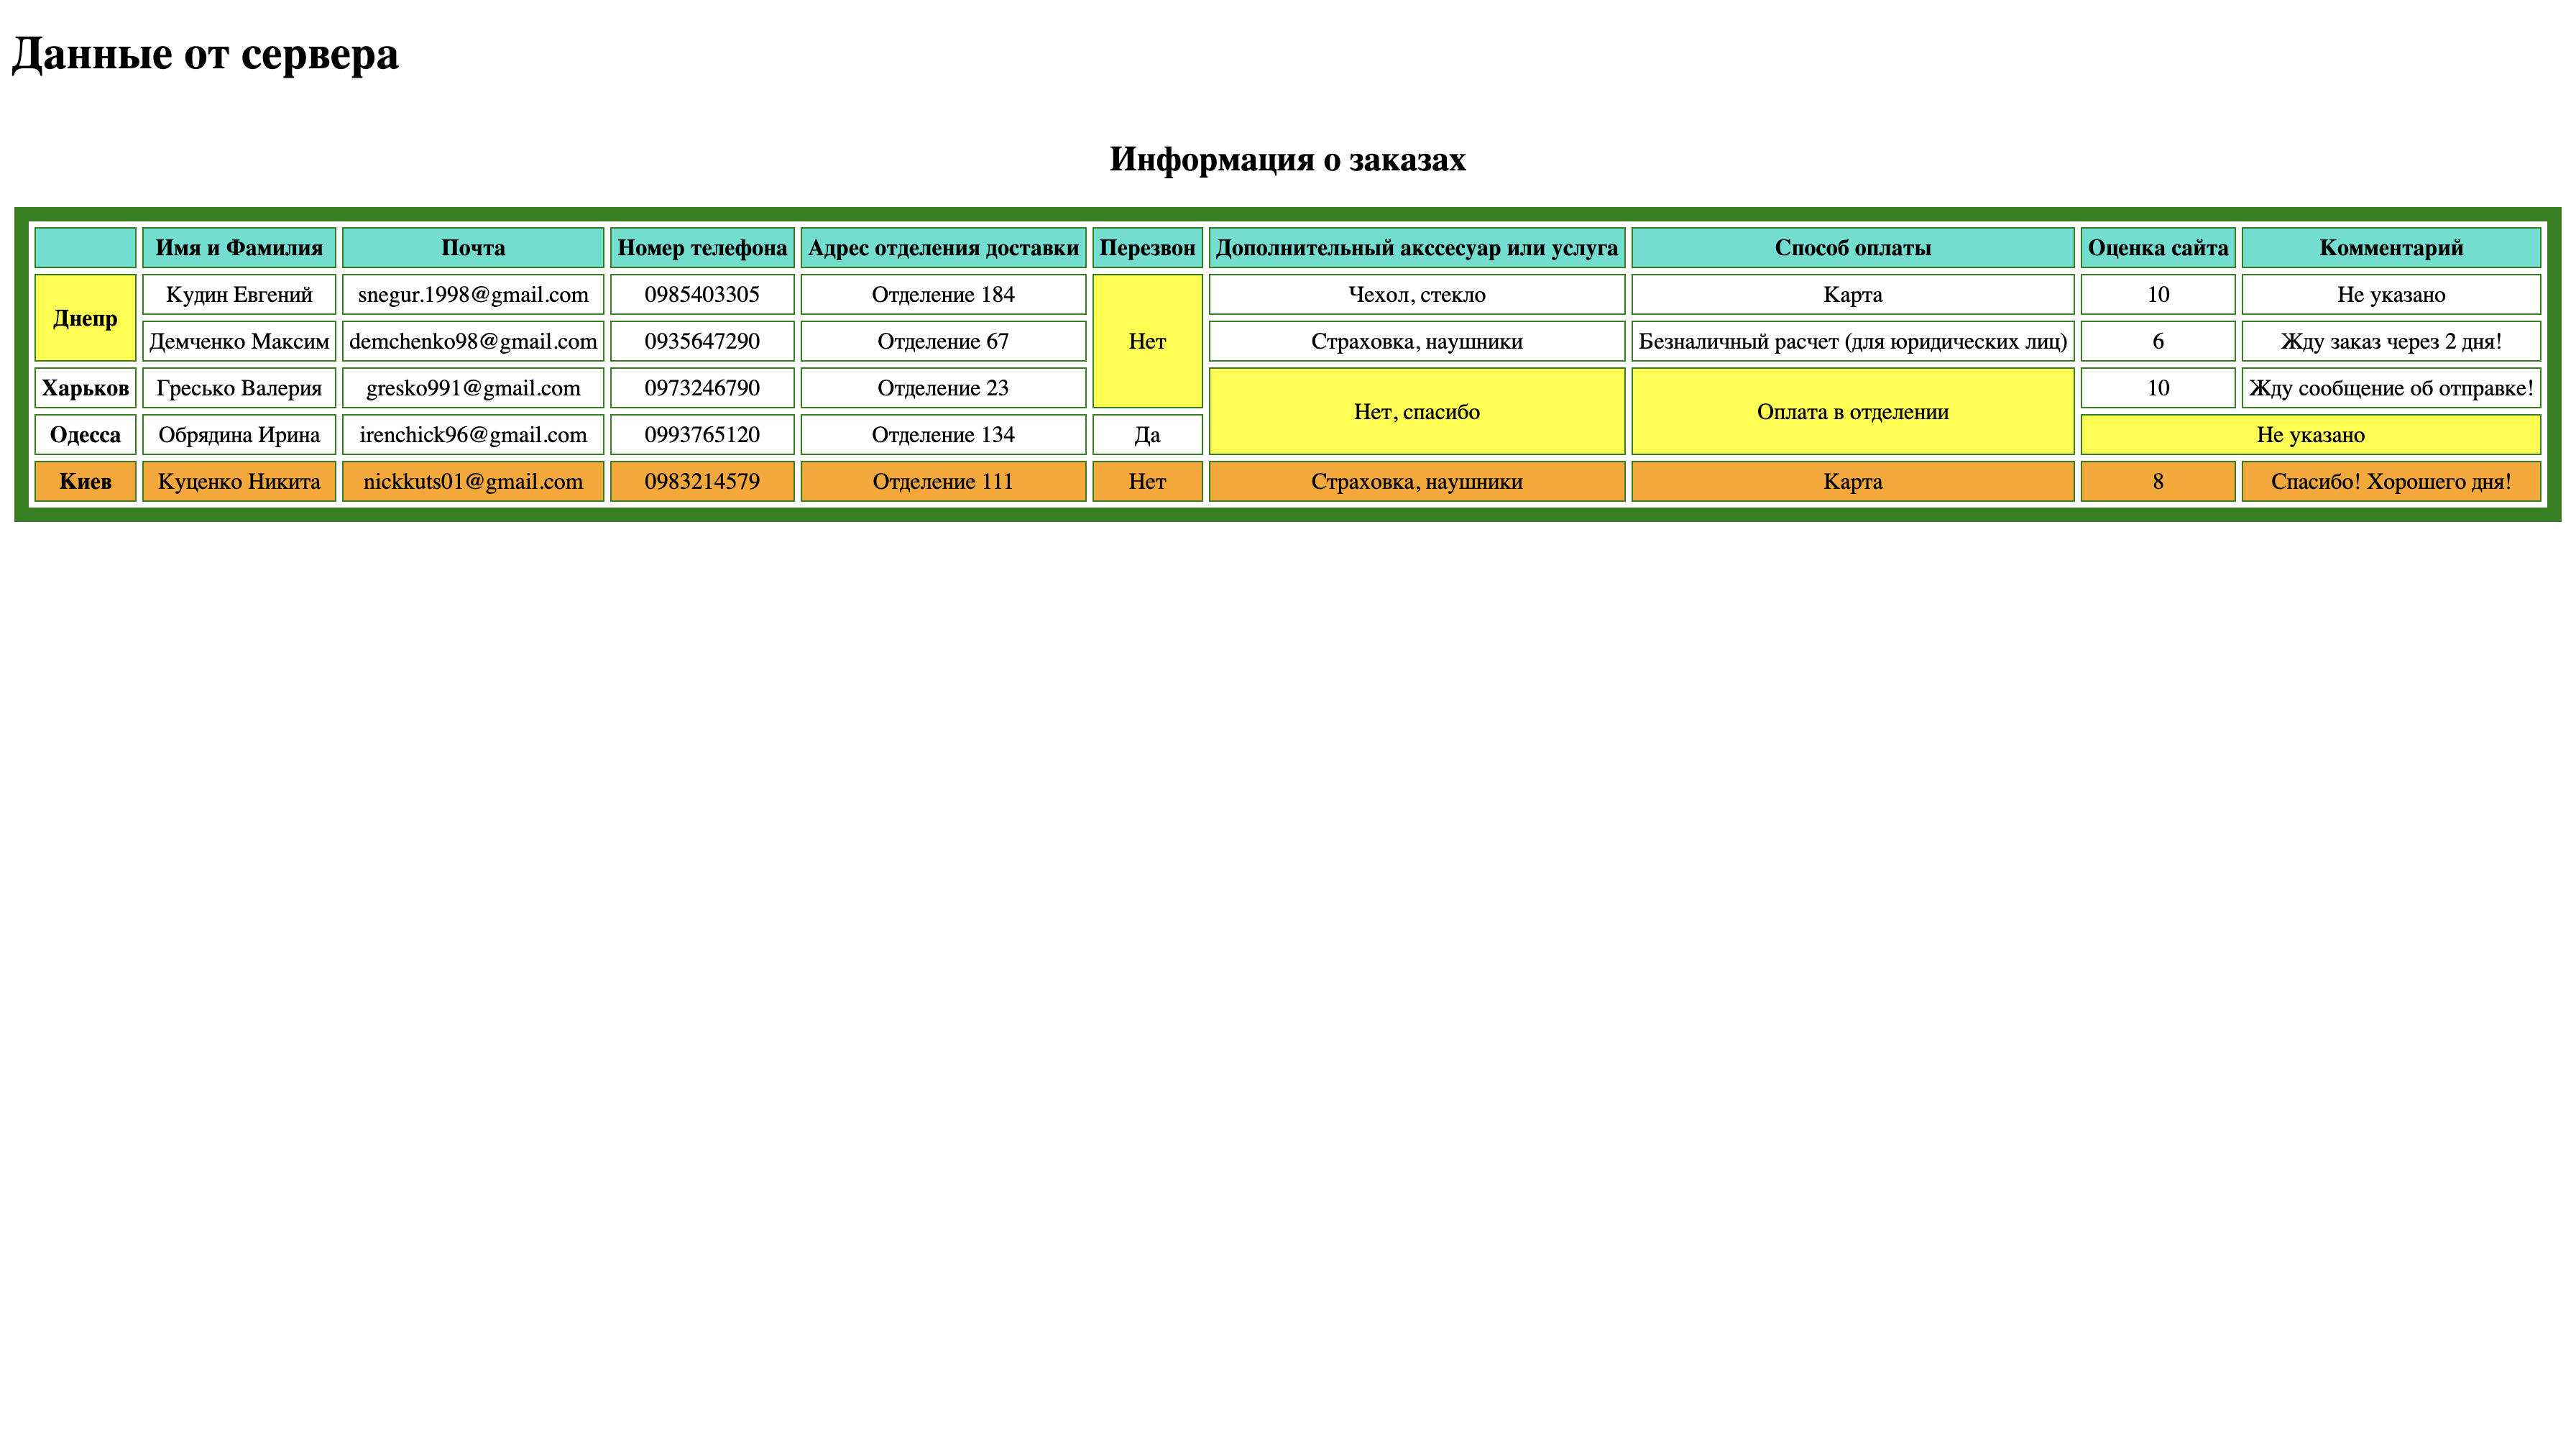 Данные от сервера
Информация о заказах
Имя и Фамилия Почта Номер телефона Адрес отделения доставки Перезвон Дополнительный акссесуар или услуга Способ оплаты Оценка сайта Комментарий
Днепр Кудин Евгений snegur.1998@gmail.com 0985403305 Отделение 184 Нет Чехол, стекло Карта 10 Не указано
Демченко Максим demchenko98@gmail.com 0935647290 Отделение 67 Страховка, наушники Безналичный расчет (для юридических лиц) 6 Жду заказ через 2 дня!
Харьков Гресько Валерия gresko991@gmail.com 0973246790 Отделение 23 Нет, спасибо Оплата в отделении 10 Жду сообщение об отправке!
Одесса Обрядина Ирина irenchick96@gmail.com 0993765120 Отделение 134 Да Не указано
Киев Куценко Никита nickkuts01@gmail.com 0983214579 Отделение 111 Нет Страховка, наушники Карта 8 Спасибо! Хорошего дня!